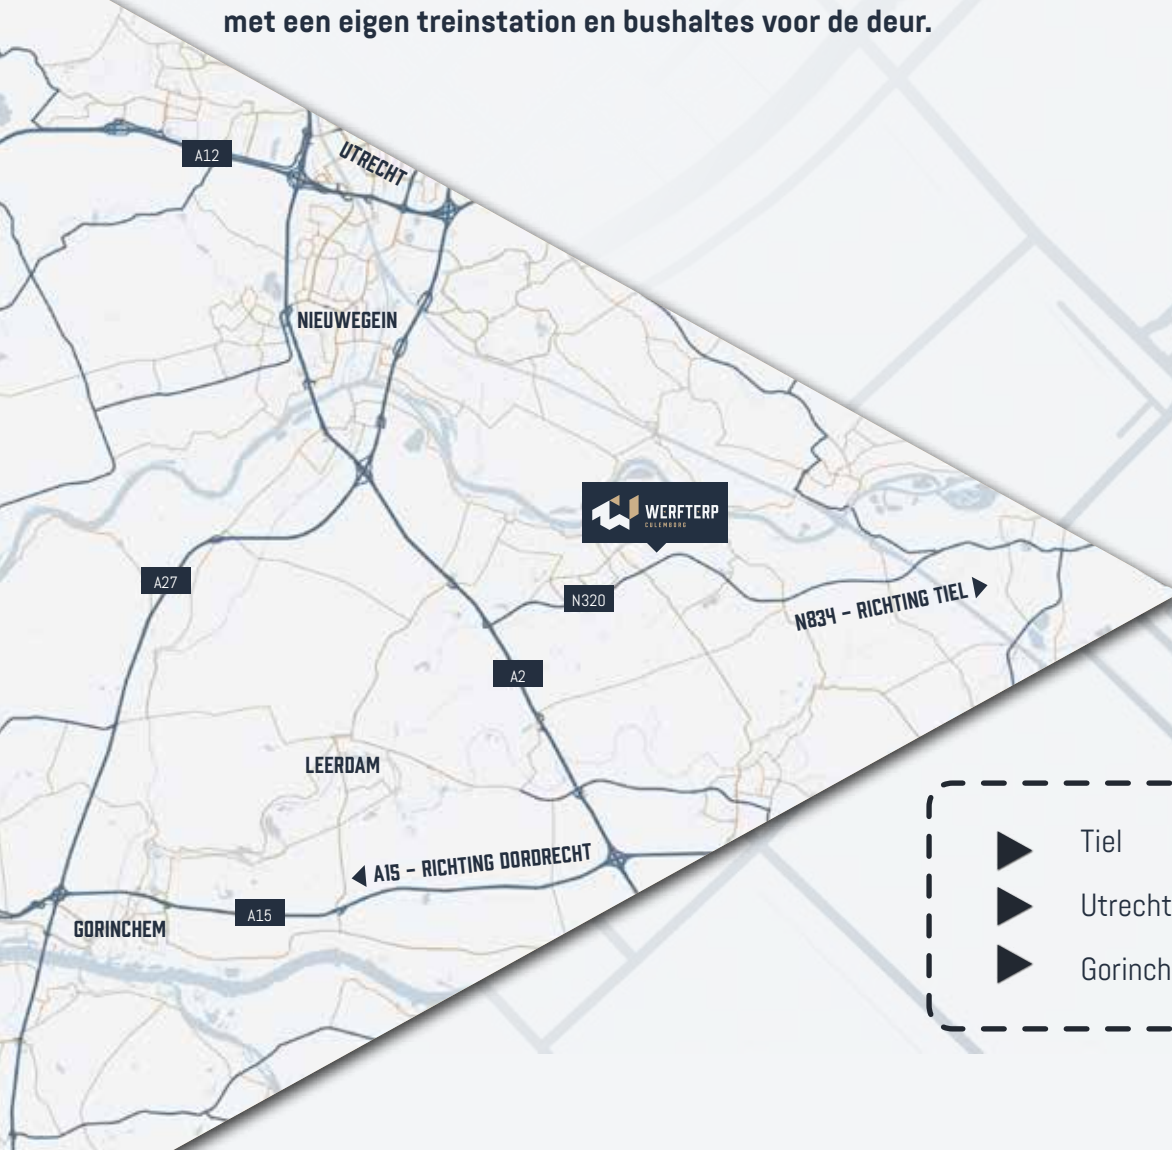 met een eigen treinstation en bushaltes voor de deur.
A12
UTRECHT
NIEUWEGEIN
WERFTERP
CULEMBORG
A27
N320
N834 – RICHTING TIEL
A2
LEERDAM
A15 – RICHTING DORDRECHT
A15
GORINCHEM
Tiel
Utrecht
Gorinch